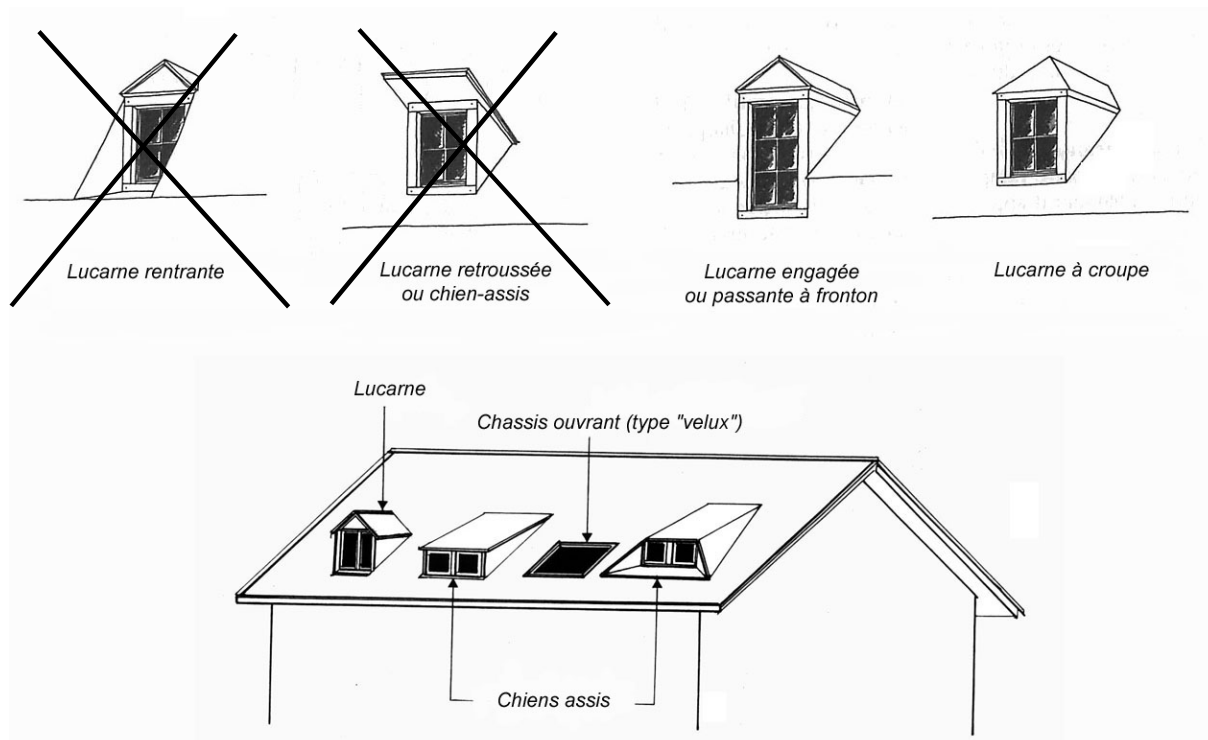 Lucarne rentrante
Lucarne retroussée
ou chien-assis
Lucarne engagée
ou passante à fronton
Lucarne à croupe
Lucarne
Chassis ouvrant (type "velux")
Chiens assis